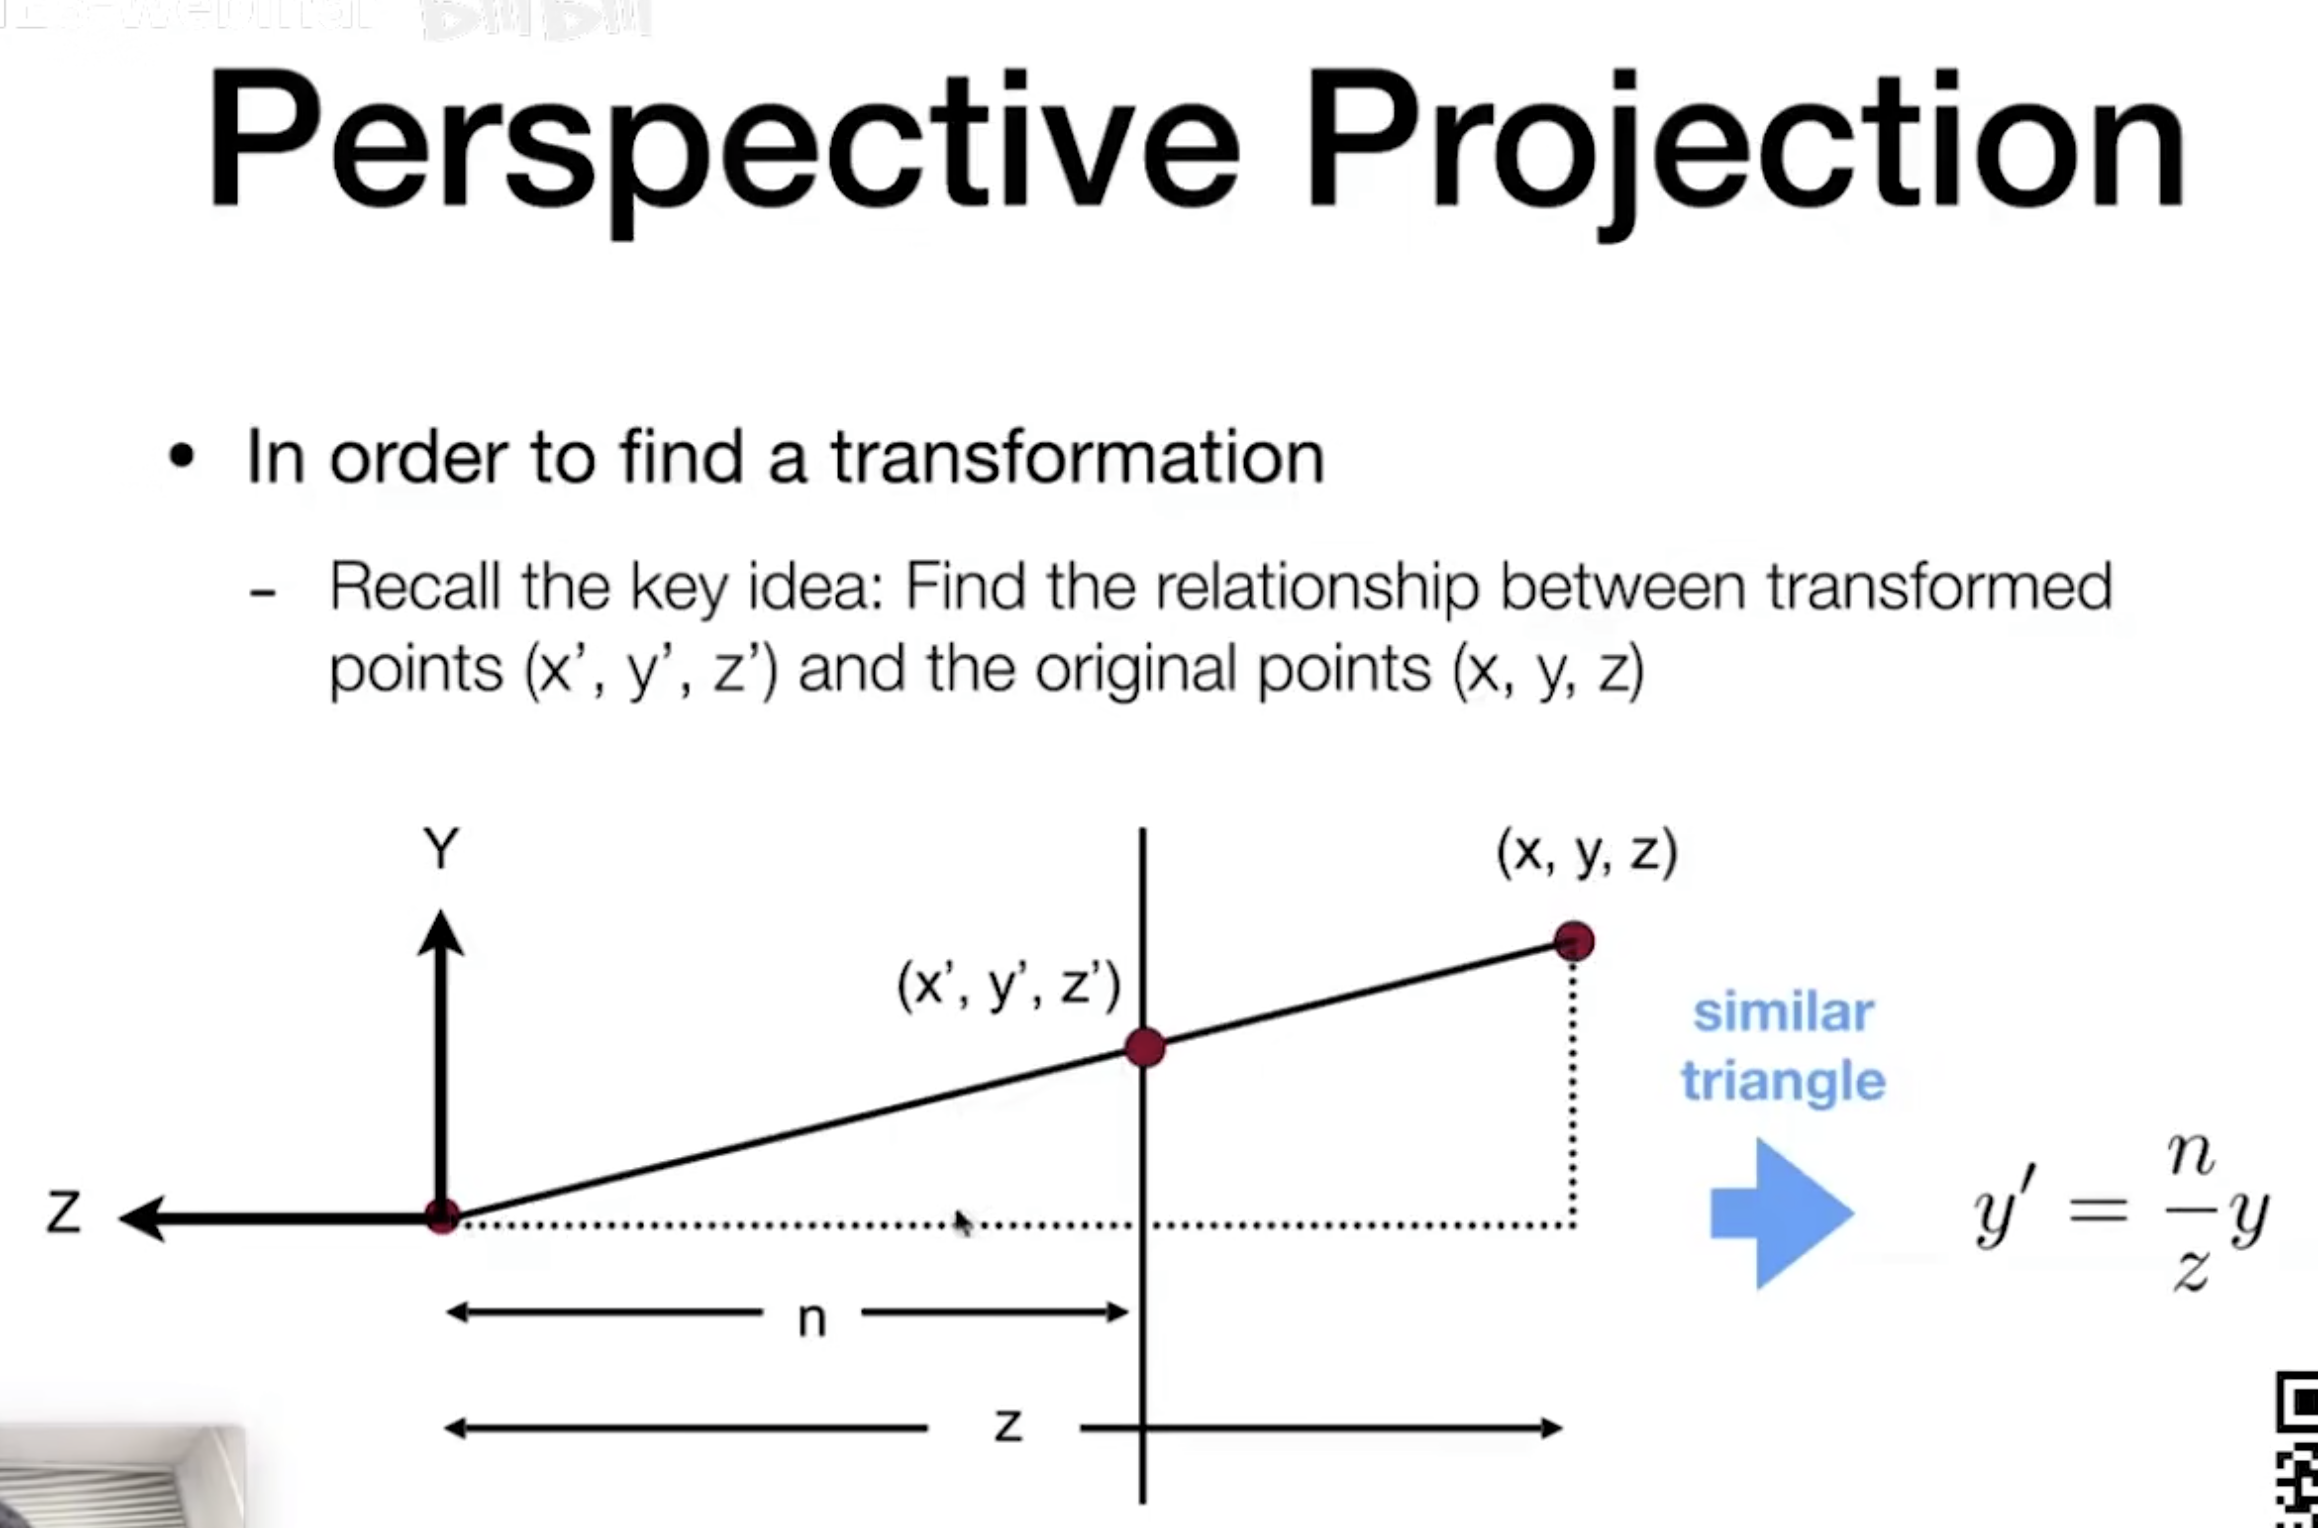 Perspective Projection
• In order to find a transformation
- Recall the key idea: Find the relationship between transformed
points (x’, y’, z’) and the original points (x, y, z)
Y
(x, y, z)
(x’, y’, z’)
similar
triangle
Z
y′ = n/z y
n
z